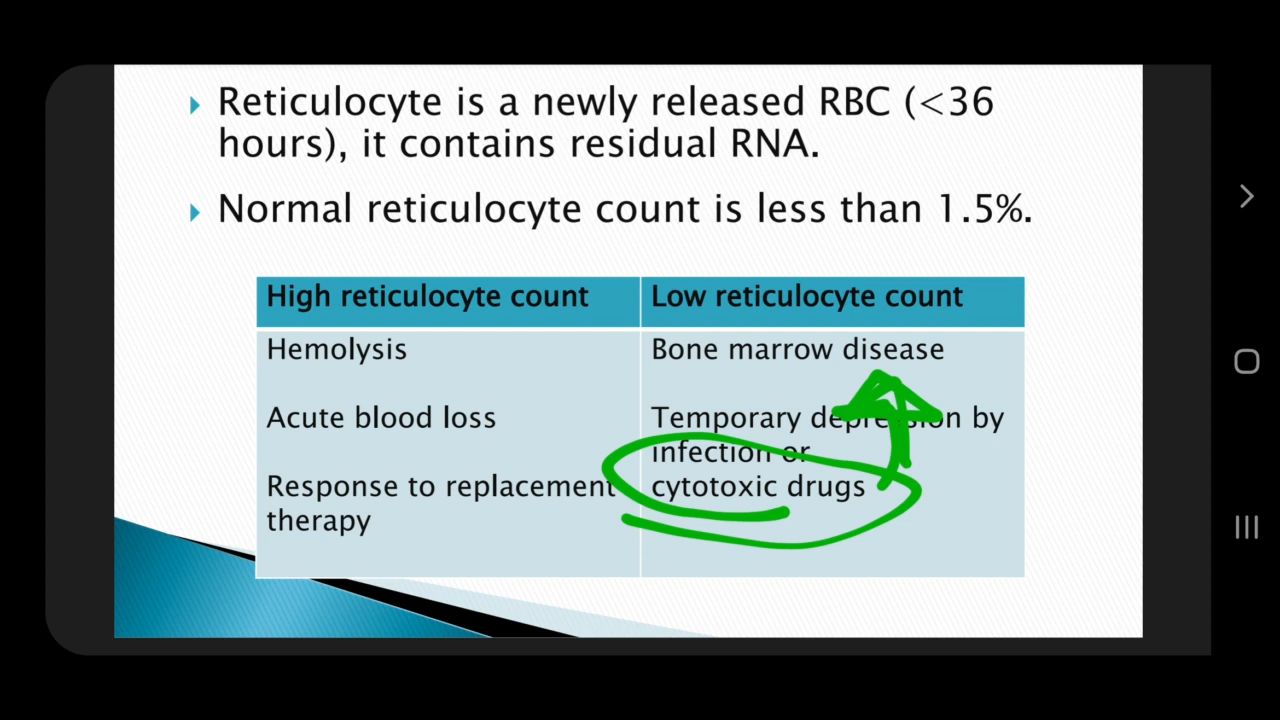 Reticulocyte is a newly released RBC (<36
hours), it contains residual RNA.
Normal reticulocyte count is less than 1.5%.
High reticulocyte count
Low reticulocyte count
Hemolysis
Bone marrow disease
Acute blood loss
Temporary depression by
infection or
cytotoxic drugs
Response to replacement
therapy